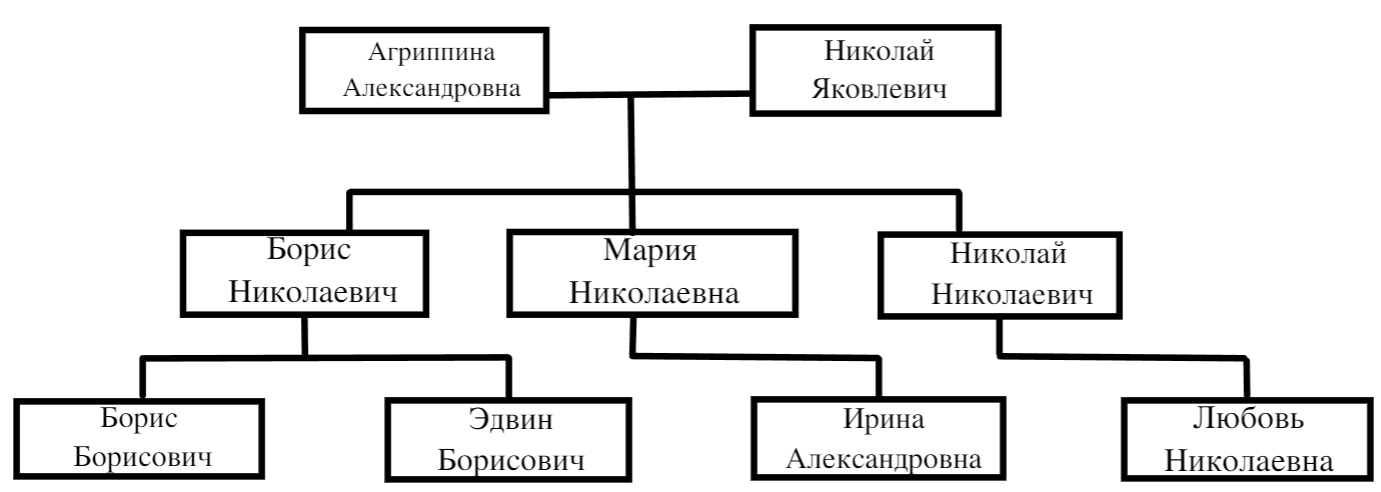 Агриппина
Александровна
Николай
Яковлевич
Борис
Николаевич
Мария
Николаевна
Николай
Николаевич
Борис
Борисович
Эдвин
Борисович
Ирина
Александровна
Любовь
Николаевна